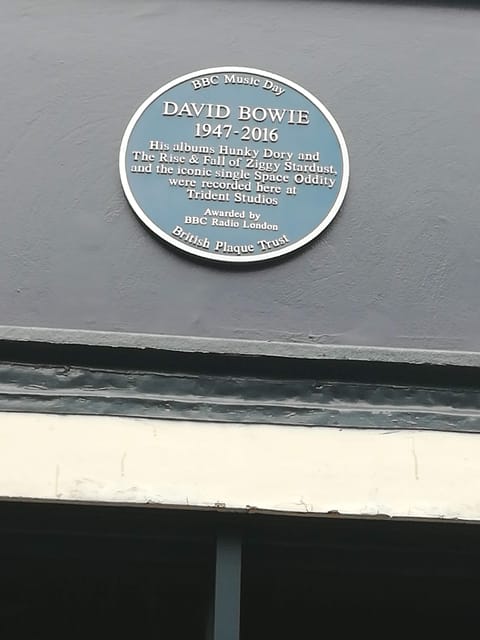 BBC Music Day
DAVID BOWIE
1947-2016
His albums Hunky Dory and
The Rise & Fall of Ziggy Stardust,
and the iconic single Space Oddity
were recorded here at
Trident Studios
Awarded by
BBC Radio London
British Plaque Trust